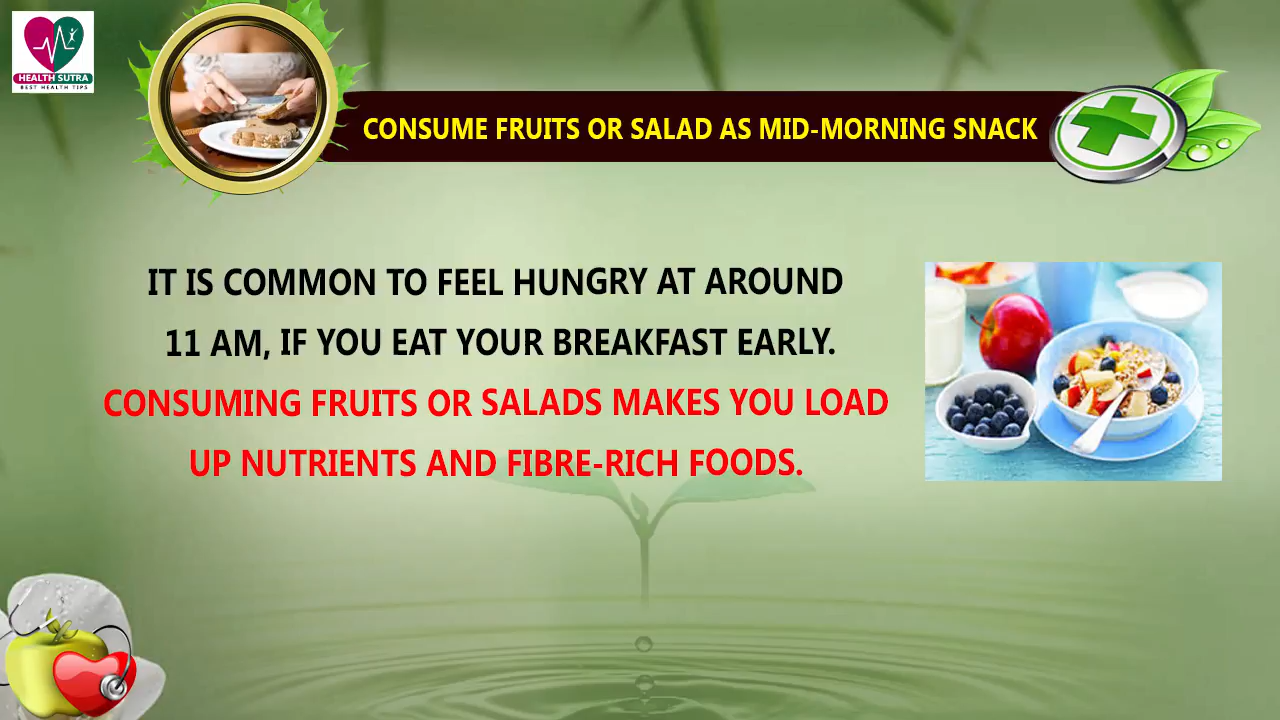 HEALTH SUTRA
BEST HEALTH TIPS
CONSUME FRUITS OR SALAD AS MID-MORNING SNACK
IT IS COMMON TO FEEL HUNGRY AT AROUND
11 AM, IF YOU EAT YOUR BREAKFAST EARLY.
CONSUMING FRUITS OR SALADS MAKES YOU LOAD
UP NUTRIENTS AND FIBRE-RICH FOODS.